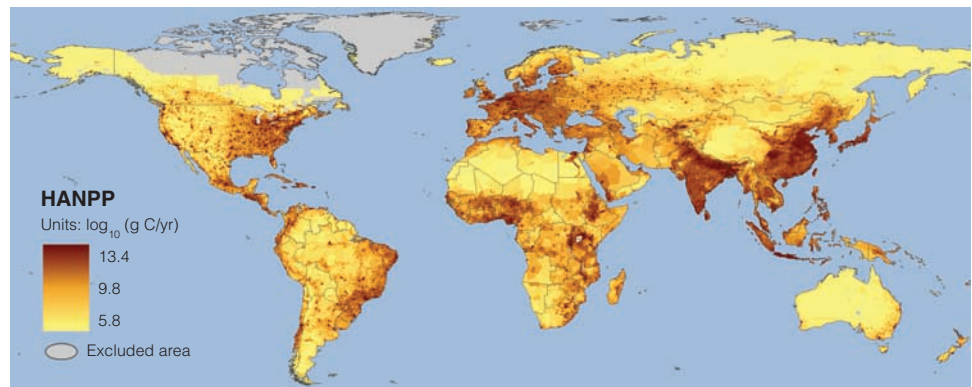 HANPP
Units: log10 (g C/yr)
13.4
9.8
5.8
Excluded area